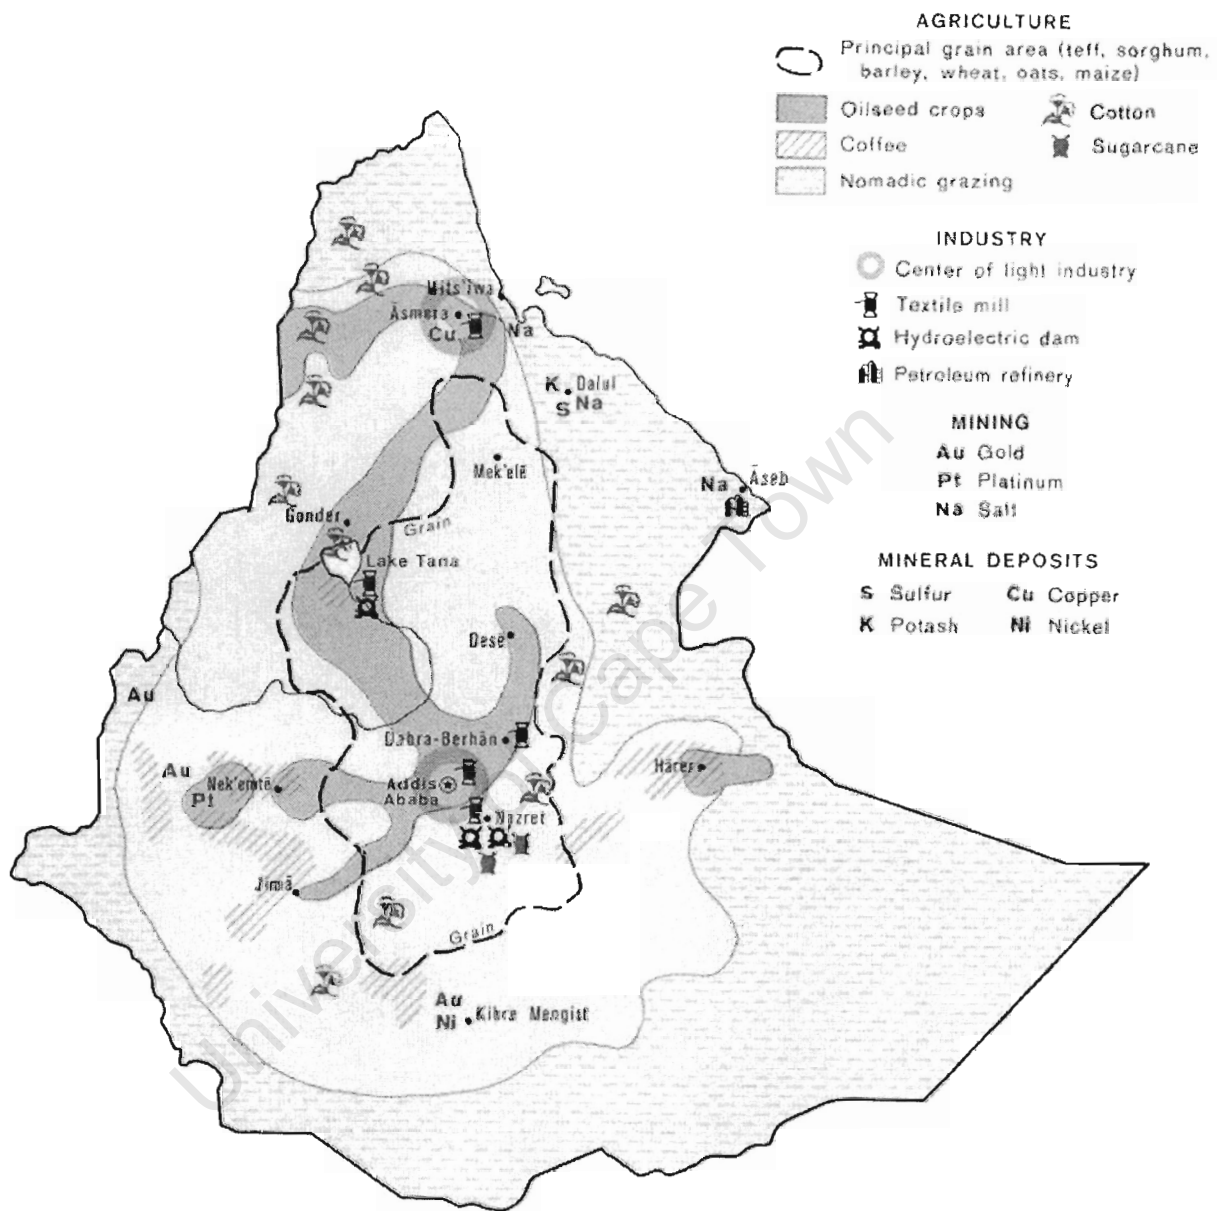 AGRICULTURE
Principal grain area (teff, sorghum,
barley, wheat, oats, maize)
Oilseed crops
Cotton
Coffee
Sugarcane
Nomadic grazing
INDUSTRY
Center of light industry
Textile mill
Hydroelectric dam
Petroleum refinery
MINING
Au Gold
Pt Platinum
Na Salt
MINERAL DEPOSITS
S Sulfur
Cu Copper
K Potash
Ni Nickel
Mits'iwa
Āsmera
Cu
Na
K Dalul
S Na
Mek'elē
Na
Āseb
Gonder
Grain
Lake Tana
Desē
Au
Dabra-Berhān
Au
Nek'emtē
Pt
Addis
Ababa
Hārer
Nazret
Jīmā
Grain
Au
Ni
Kibre Mengist
University of Cape Town